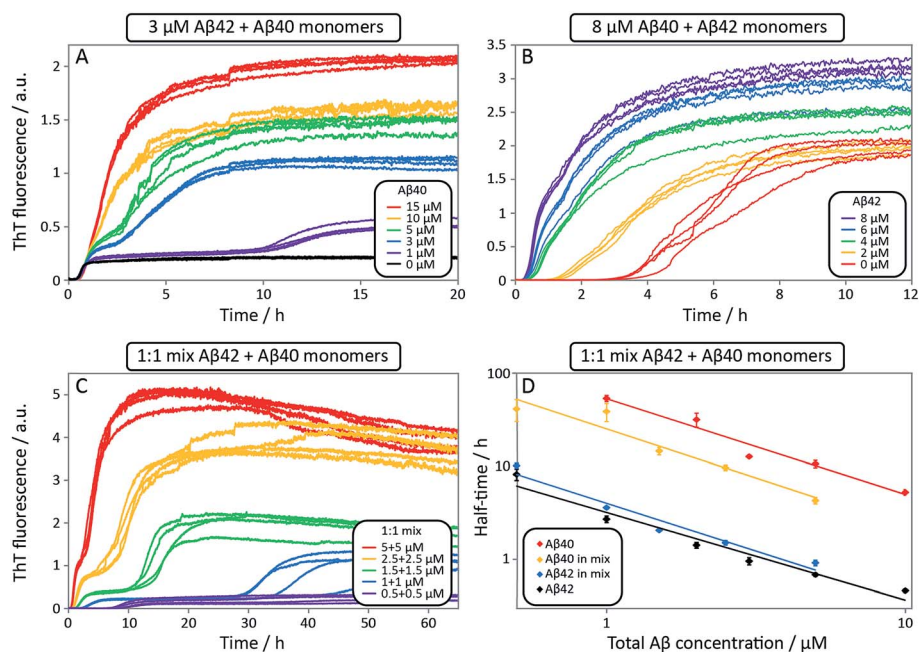 3 μM Aβ42 + Aβ40 monomers
A
ThT fluorescence / a.u.
2
1.5
1
0.5
0
0
5
10
15
20
Time / h
Aβ40
15 μM
10 μM
5 μM
3 μM
1 μM
0 μM
8 μM Aβ40 + Aβ42 monomers
B
ThT fluorescence / a.u.
3.5
3
2.5
2
1.5
1
0.5
0
0
2
4
6
8
10
12
Time / h
Aβ42
8 μM
6 μM
4 μM
2 μM
0 μM
1:1 mix Aβ42 + Aβ40 monomers
C
ThT fluorescence / a.u.
5
4
3
2
1
0
0
10
20
30
40
50
60
Time / h
1:1 mix
5+5 μM
2.5+2.5 μM
1.5+1.5 μM
1+1 μM
0.5+0.5 μM
1:1 mix Aβ42 + Aβ40 monomers
D
Half-time / h
100
10
1
1
10
Total Aβ concentration / μM
Aβ40
Aβ40 in mix
Aβ42 in mix
Aβ42